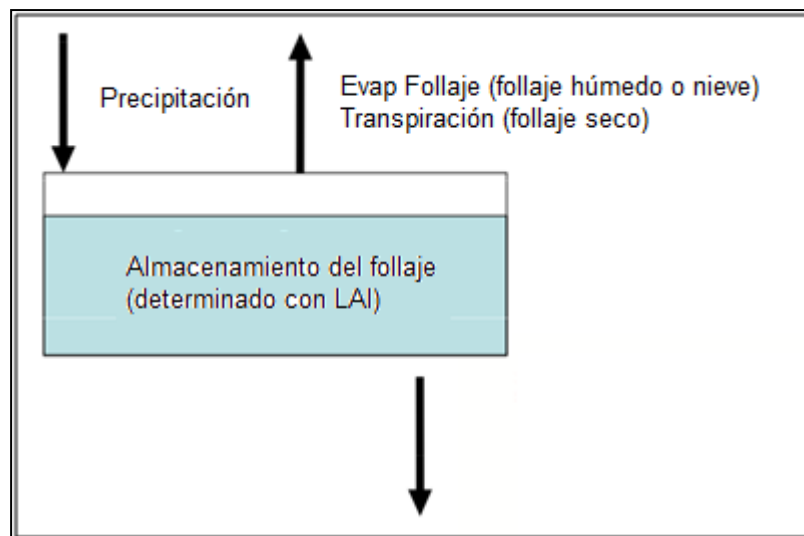 Precipitación
Evap Follaje (follaje húmedo o nieve)
Transpiración (follaje seco)
Almacenamiento del follaje
(determinado con LAI)